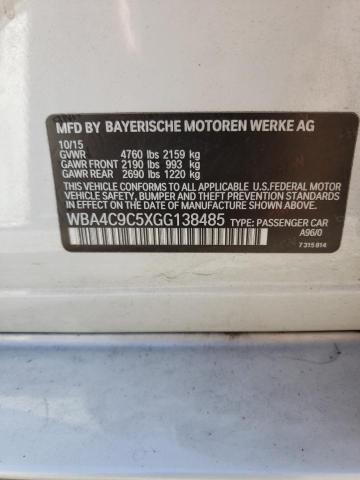 MFD BY BAYERISCHE MOTOREN WERKE AG
10/15
GVWR 4760 lbs 2159 kg
GAWR FRONT 2190 lbs 993 kg
GAWR REAR 2690 lbs 1220 kg
THIS VEHICLE CONFORMS TO ALL APPLICABLE U.S. FEDERAL MOTOR
VEHICLE SAFETY, BUMPER, AND THEFT PREVENTION STANDARDS
IN EFFECT ON THE DATE OF MANUFACTURE SHOWN ABOVE.
WBA4C9C5XGG138485 TYPE: PASSENGER CAR
A96/0
7 315 814